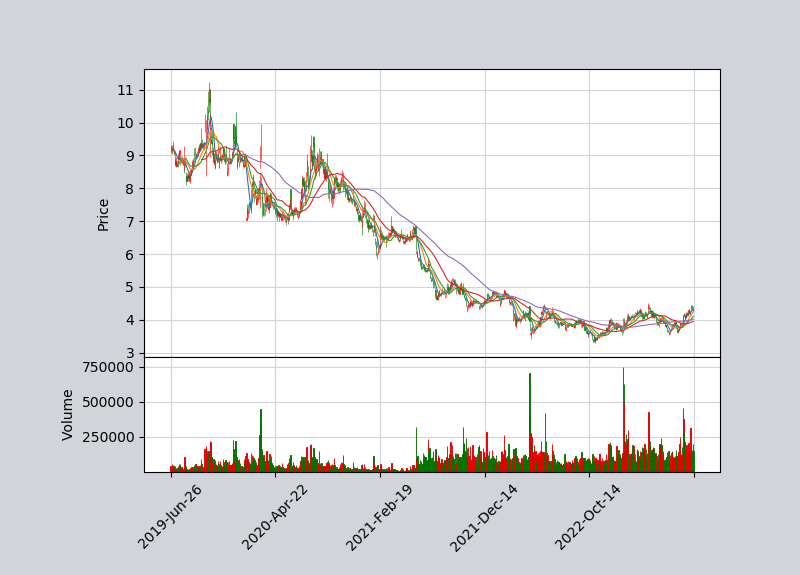 11
10
9
8
7
6
5
4
3
Price
750000
500000
250000
Volume
2019-Jun-26
2020-Apr-22
2021-Feb-19
2021-Dec-14
2022-Oct-14